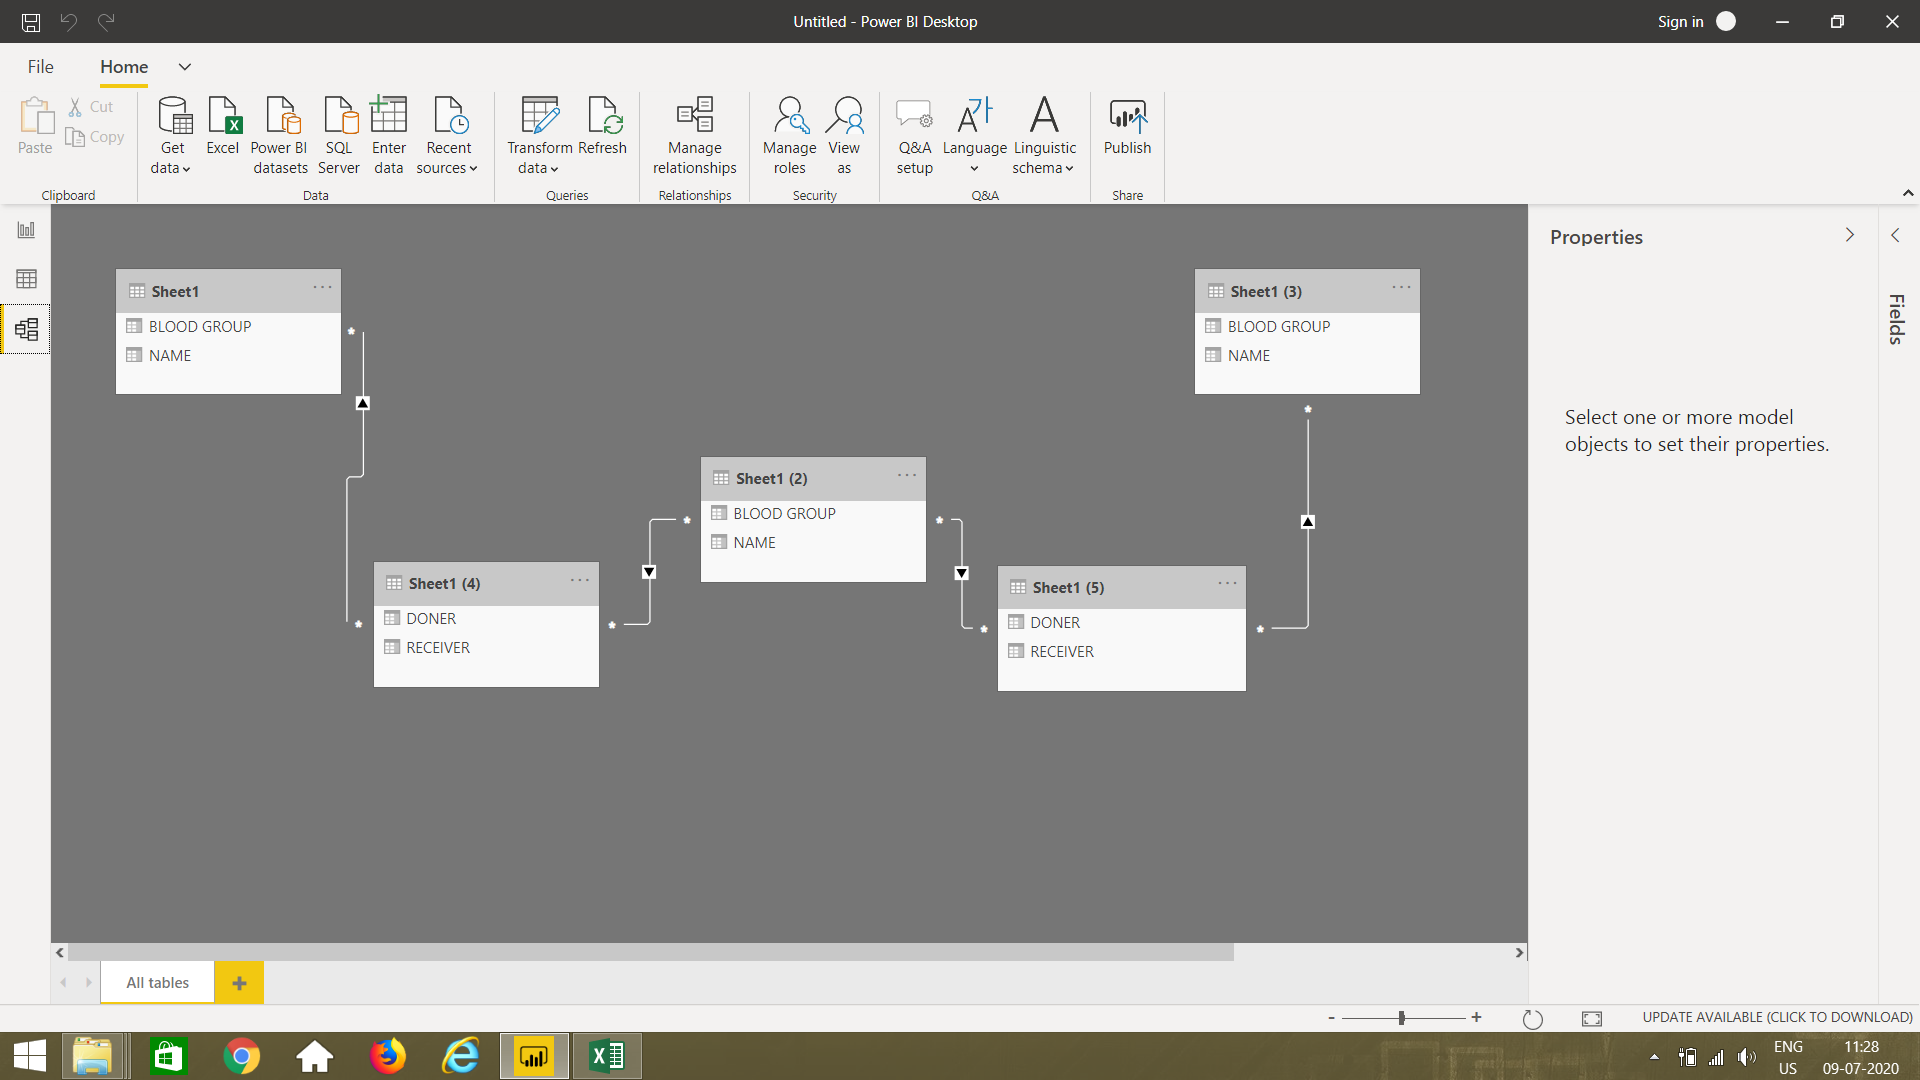 Untitled - Power BI Desktop
Sign in
File
Home
Paste
Cut
Copy
Clipboard
Get data
Excel
Power BI datasets
SQL Server
Enter data
Recent sources
Data
Transform data
Refresh
Queries
Manage relationships
Relationships
Manage roles
View as
Security
Q&A setup
Language
Linguistic schema
Q&A
Publish
Share
Sheet1
BLOOD GROUP
NAME
Sheet1 (3)
BLOOD GROUP
NAME
Sheet1 (2)
BLOOD GROUP
NAME
Sheet1 (4)
DONER
RECEIVER
Sheet1 (5)
DONER
RECEIVER
Properties
Fields
Select one or more model
objects to set their properties.
All tables
UPDATE AVAILABLE (CLICK TO DOWNLOAD)
ENG
US
11:28
09-07-2020